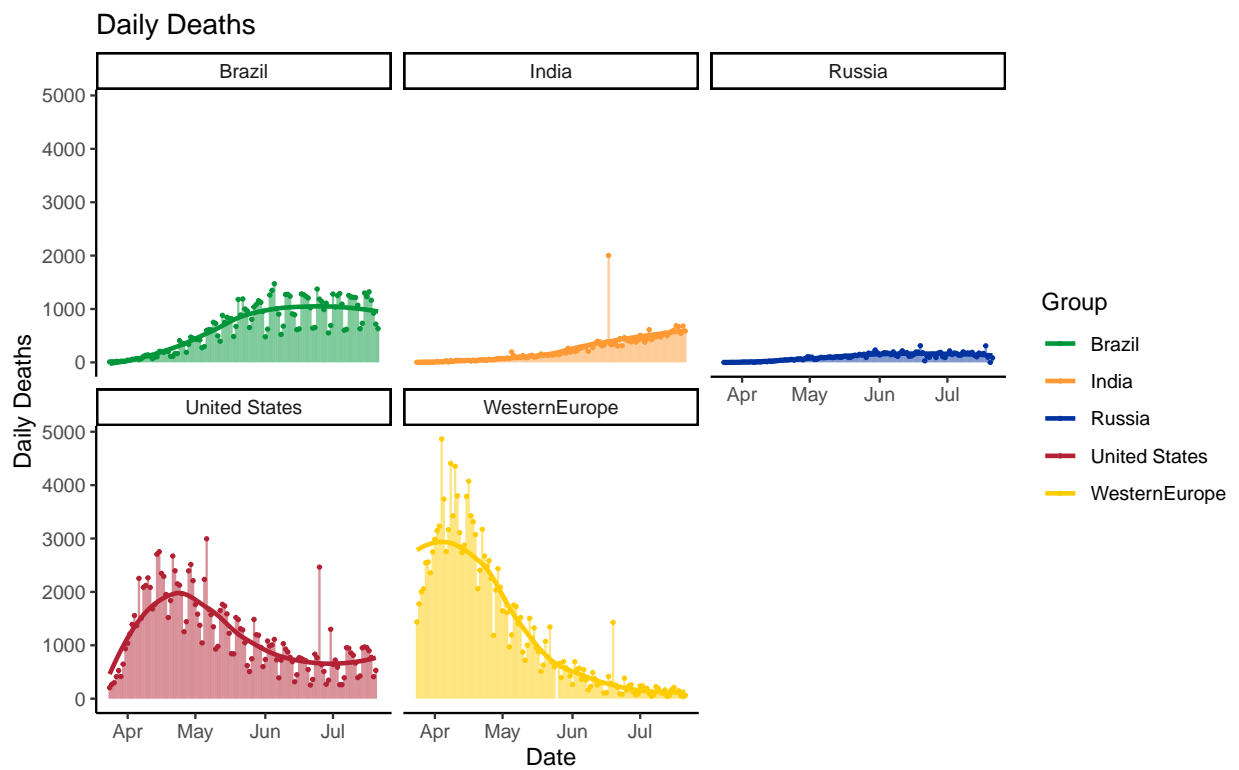 Daily Deaths
Brazil
India
Russia
5000
4000
3000
2000
1000
0
Apr
May
Jun
Jul
United States
WesternEurope
5000
4000
3000
2000
1000
0
Apr
May
Jun
Jul
Apr
May
Jun
Jul
Daily Deaths
Date
Group
Brazil
India
Russia
United States
WesternEurope